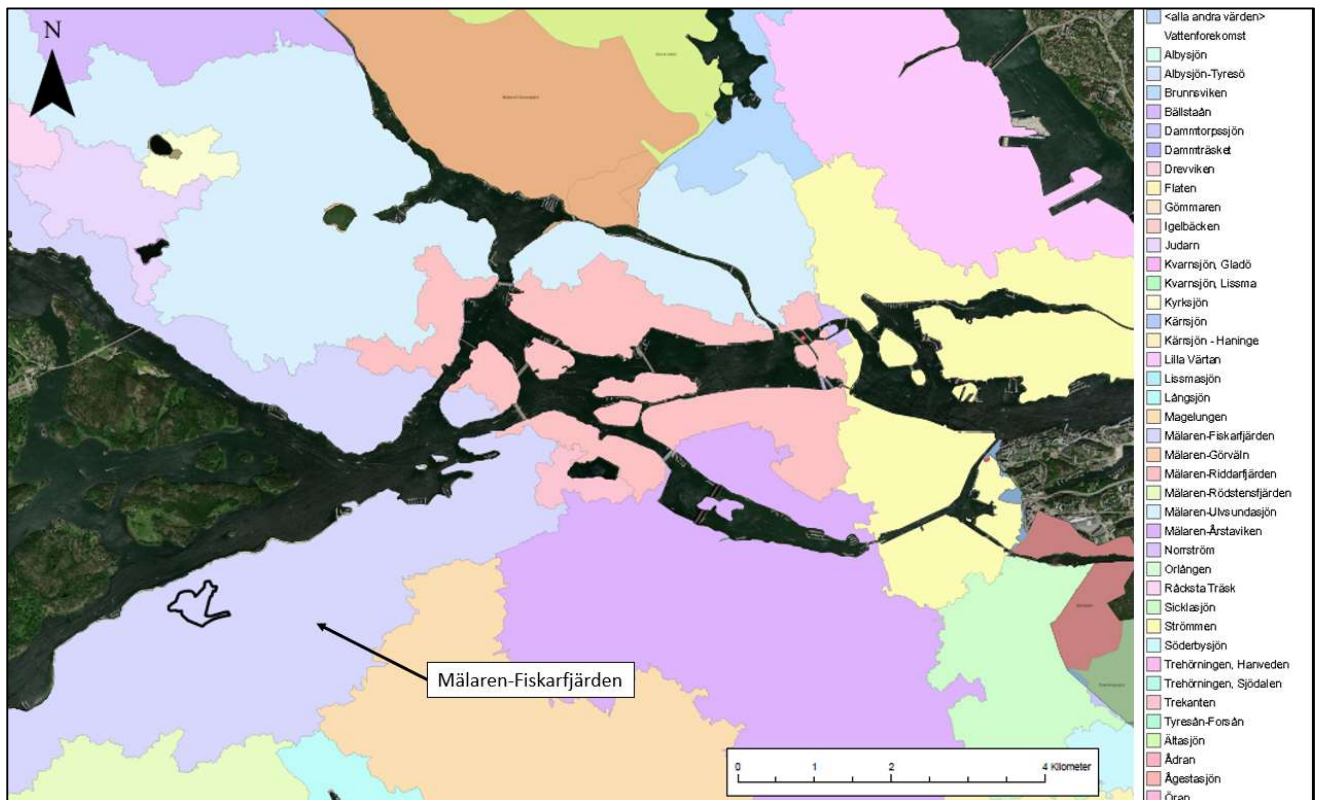 N
<alla andra värden>
Vattenforekomst
Albysjön
Albysjön-Tyresö
Brunnsviken
Bällstaån
Dammtorpssjön
Dammträsket
Drevviken
Flaten
Gömmaren
Igelbäcken
Judarn
Kvarnsjön, Gladö
Kvarnsjön, Lissma
Kyrksjön
Kärrsjön
Kärrsjön - Haninge
Lilla Värtan
Lissmasjön
Långsjön
Magelungen
Mälaren-Fiskarfjärden
Mälaren-Görväln
Mälaren-Riddarfjärden
Mälaren-Rödstensfjärden
Mälaren-Ulvsundasjön
Mälaren-Årstaviken
Norrström
Orlången
Råcksta Träsk
Sicklasjön
Strömmen
Söderbysjön
Trehörningen, Hanveden
Trehörningen, Sjödalen
Trekanten
Tyresån-Forsån
Ältasjön
Ådran
Ågestasjön
Öran
Mälaren-Fiskarfjärden
0 1 2 4 Kilometer